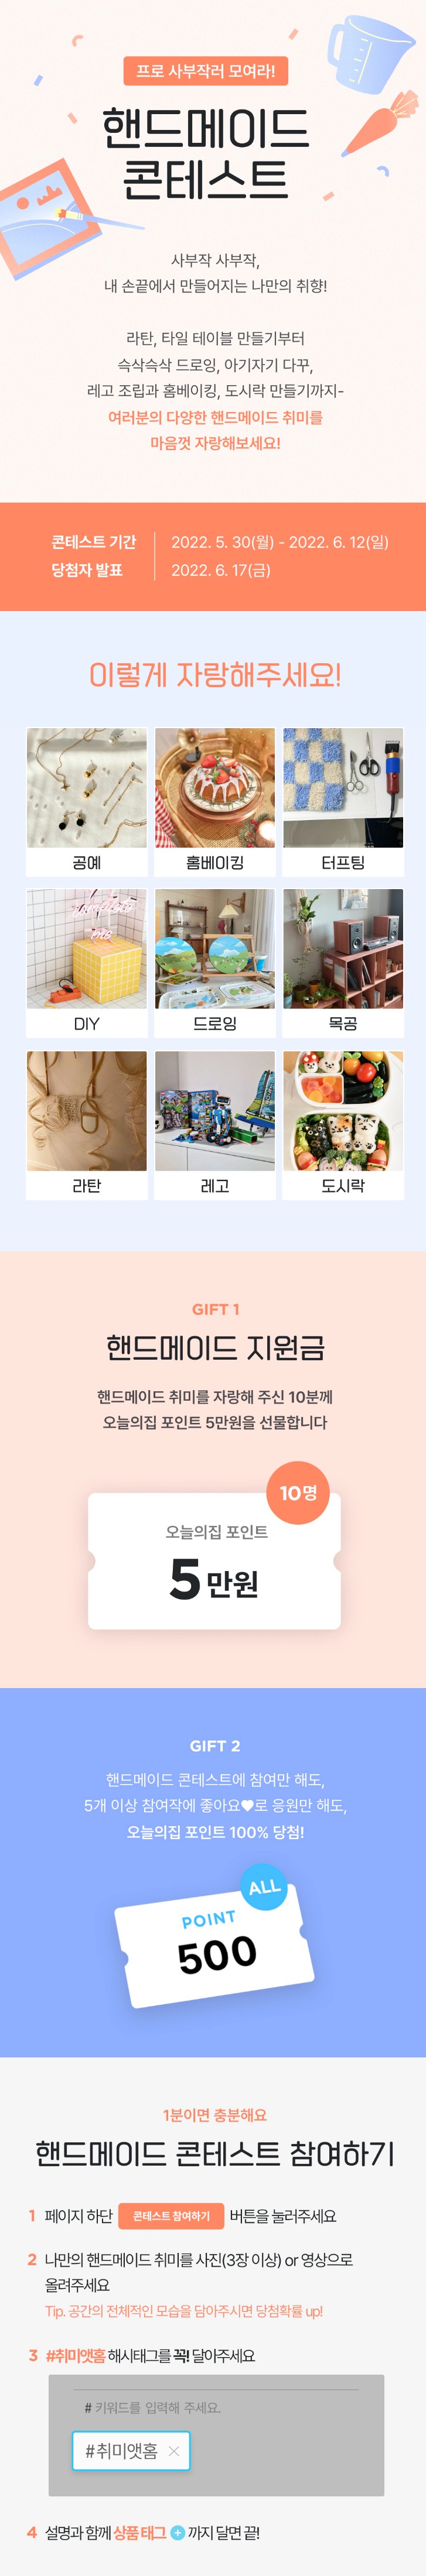 프로 사부작러 모여라!
핸드메이드
콘테스트
사부작 사부작,
내 손끝에서 만들어지는 나만의 취향!
라탄, 타일 테이블 만들기부터
슥삭슥삭 드로잉, 아기자기 다꾸,
레고 조립과 홈베이킹, 도시락 만들기까지-
여러분의 다양한 핸드메이드 취미를
마음껏 자랑해보세요!
콘테스트 기간 2022. 5. 30(월) - 2022. 6. 12(일)
당첨자 발표 2022. 6. 17(금)
이렇게 자랑해주세요!
공예 홈베이킹 터프팅
DIY 드로잉 목공
라탄 레고 도시락
GIFT 1
핸드메이드 지원금
핸드메이드 취미를 자랑해 주신 10분께
오늘의집 포인트 5만원을 선물합니다
10명
오늘의집 포인트
5만원
GIFT 2
핸드메이드 콘테스트에 참여만 해도,
5개 이상 참여작에 좋아요♥로 응원만 해도,
오늘의집 포인트 100% 당첨!
ALL
POINT
500
1분이면 충분해요
핸드메이드 콘테스트 참여하기
1 페이지 하단 콘테스트 참여하기 버튼을 눌러주세요
2 나만의 핸드메이드 취미를 사진(3장 이상) or 영상으로
올려주세요
Tip. 공간의 전체적인 모습을 담아주시면 당첨확률 up!
3 #취미앳홈 해시태그를 꼭! 달아주세요
# 키워드를 입력해 주세요.
#취미앳홈 ×
4 설명과 함께 상품 태그 + 까지 달면 끝!